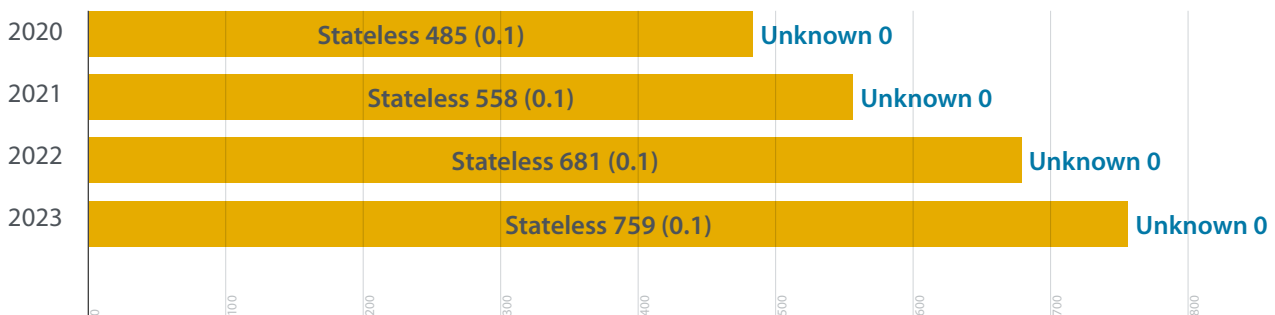 2020 Stateless 485 (0.1) Unknown 0
2021 Stateless 558 (0.1) Unknown 0
2022 Stateless 681 (0.1) Unknown 0
2023 Stateless 759 (0.1) Unknown 0
0 100 200 300 400 500 600 700 800